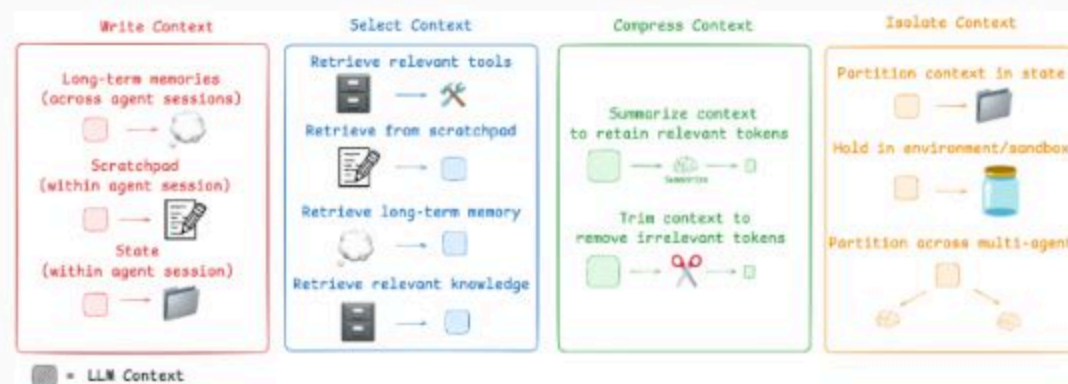 Write Context
Long-term memories
(across agent sessions)
Scratchpad
(within agent session)
State
(within agent session)
Select Context
Retrieve relevant tools
Retrieve from scratchpad
Retrieve long-term memory
Retrieve relevant knowledge
Compress Context
Summarize context
to retain relevant tokens
Summarize
Trim context to
remove irrelevant tokens
Isolate Context
Partition context in state
Hold in environment/sandbox
Partition across multi-agent
= LLM Context